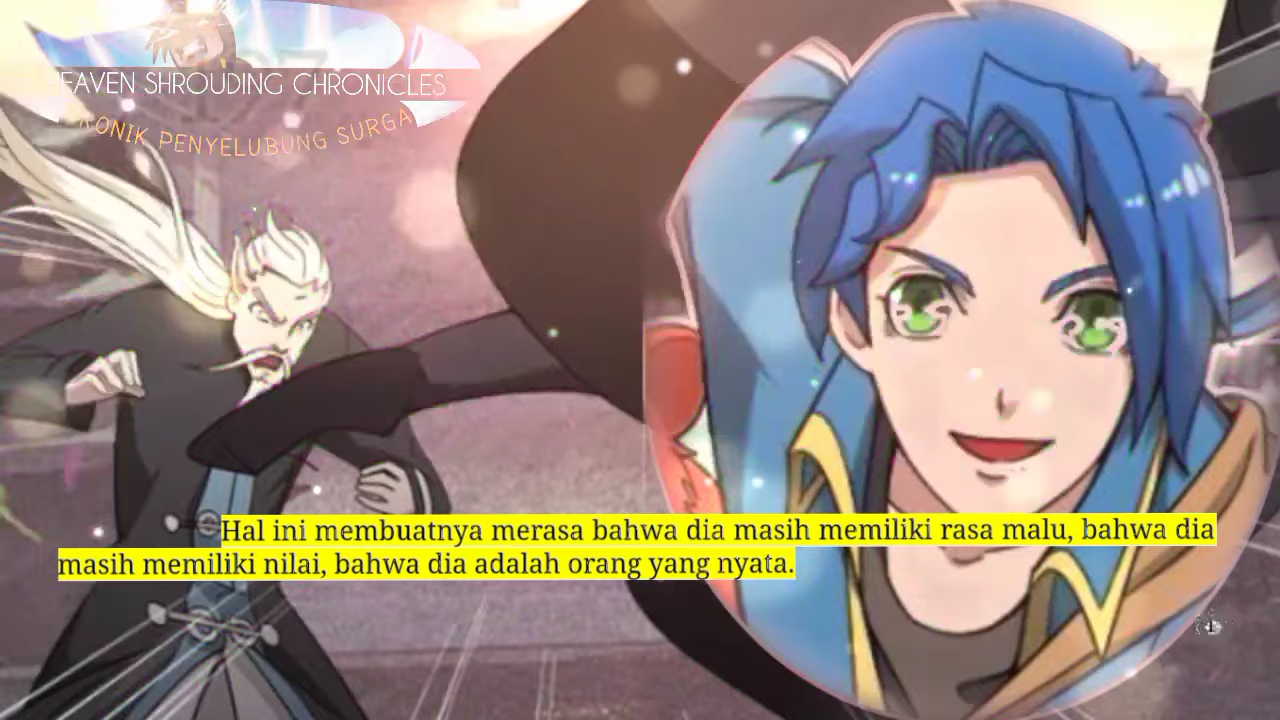 EAVEN SHROUDING CHRONICLES
RONIK PENYELUBUNG SURGA
Hal ini membuatnya merasa bahwa dia masih memiliki rasa malu, bahwa dia
masih memiliki nilai, bahwa dia adalah orang yang nyata.